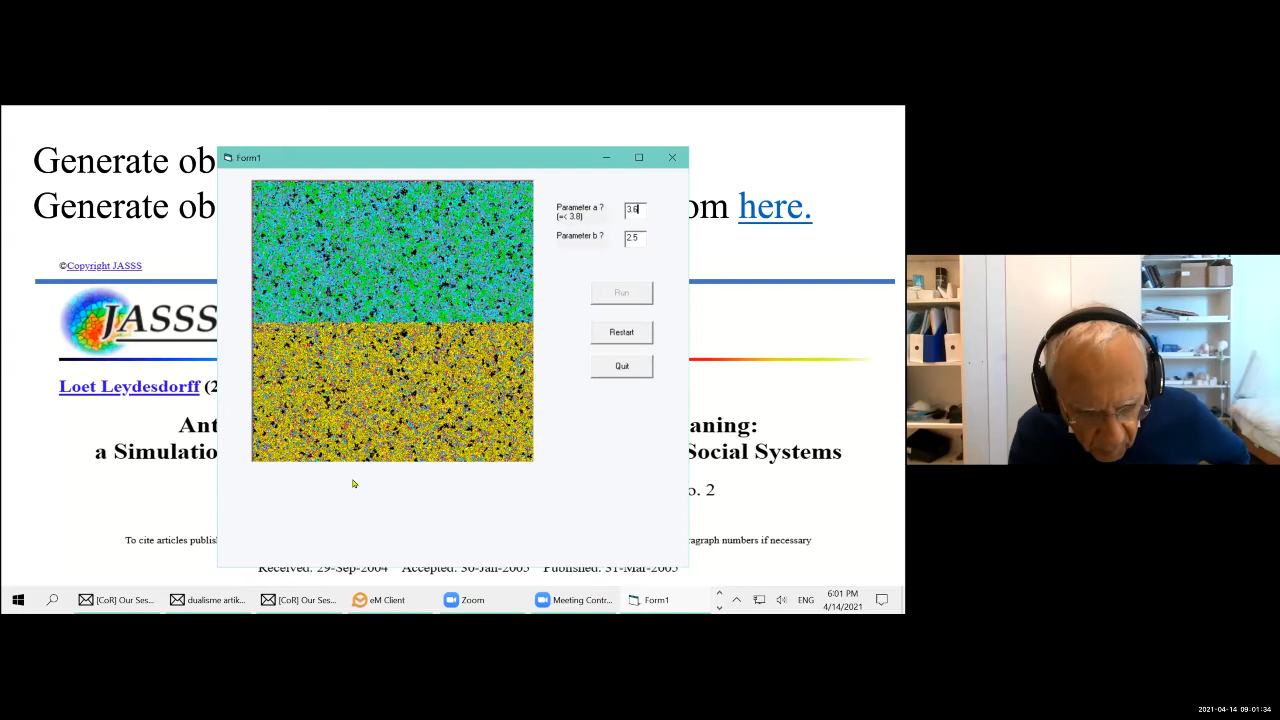 Generate ob
Generate ob om here.
©Copyright JASSS
JASSS
Loet Leydesdorff (2
Ant aning:
a Simulatio Social Systems
o. 2
To cite articles publis ragraph numbers if necessary
Received: 29-Sep-2004 Accepted: 30-Jan-2005 Published: 31-Mar-2005
Form1
Parameter a ?
(=< 3.8)
3.6
Parameter b ?
2.5
Run
Restart
Quit
[CoR] Our Ses...
dualisme artik...
[CoR] Our Ses...
eM Client
Zoom
Meeting Contr...
Form1
ENG
6:01 PM
4/14/2021
2021-04-14 09:01:34